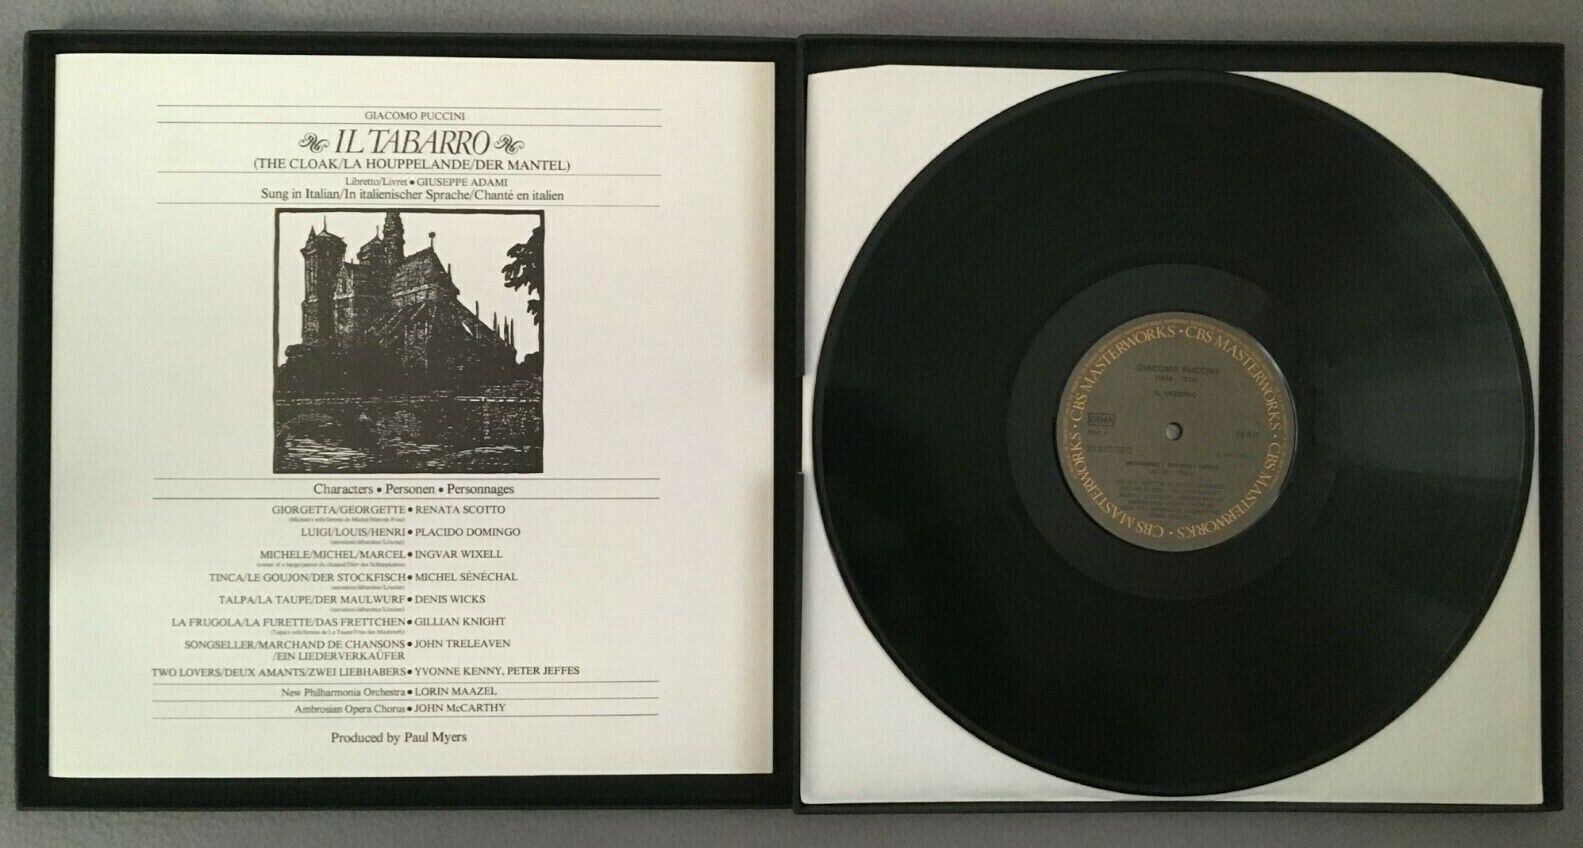 GIACOMO PUCCINI
IL TABARRO
(THE CLOAK/LA HOUPPELANDE/DER MANTEL)
Libretto/Livret • GIUSEPPE ADAMI
Sung in Italian/In italienischer Sprache/Chanté en italien
Characters • Personen • Personnages
GIORGETTA/GEORGETTE • RENATA SCOTTO
LUIGI/LOUIS/HENRI • PLACIDO DOMINGO
MICHELE/MICHEL/MARCEL • INGVAR WIXELL
TINCA/LE GOUJON/DER STOCKFISCH • MICHEL SÉNÉCHAL
TALPA/LA TAUPE/DER MAULWURF • DENIS WICKS
LA FRUGOLA/LA FURETTE/DAS FRETTCHEN • GILLIAN KNIGHT
SONGSELLER/MARCHAND DE CHANSONS • JOHN TRELEAVEN
/EIN LIEDERVERKAÜFER
TWO LOVERS/DEUX AMANTS/ZWEI LIEBHABERS • YVONNE KENNY, PETER JEFFES
New Philharmonia Orchestra • LORIN MAAZEL
Ambrosian Opera Chorus • JOHN McCARTHY
Produced by Paul Myers
CBS MASTERWORKS • CBS MASTERWORKS • CBS MASTERWORKS • CBS MASTERWORKS
GIACOMO PUCCINI
IL TABARRO
GEMA